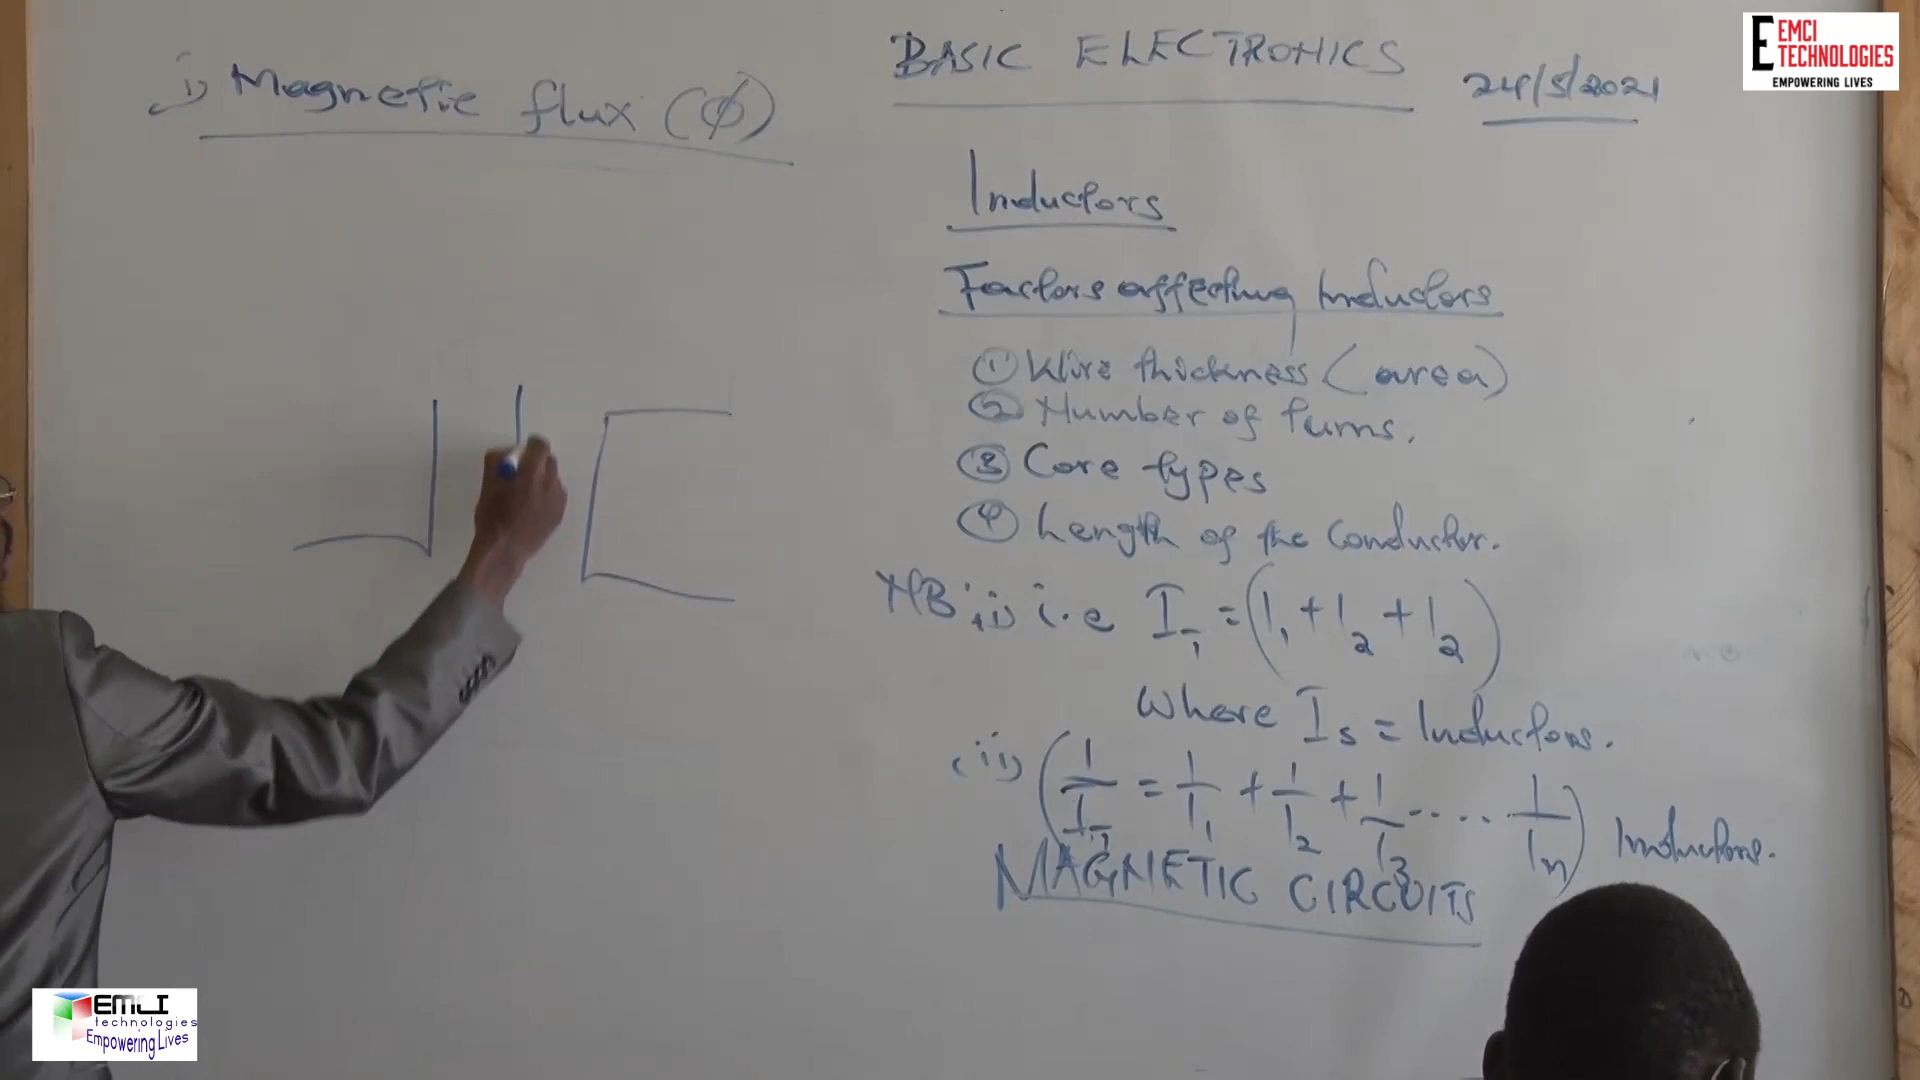 i) Magnetic flux (ϕ)
BASIC ELECTRONICS
24/5/2021
Inductors
Factors affecting Inductors
① Wire thickness (area)
② Number of turns.
③ Core types
④ Length of the Conductor.
NB: i) i.e I_T = (I_1 + I_2 + I_2)
Where I_s = Inductors.
(ii) (1/I_T = 1/I_1 + 1/I_2 + 1/I_3 .... 1/I_n) Inductors.
MAGNETIC CIRCUITS
EMCI
TECHNOLOGIES
EMPOWERING LIVES
EMCI
technologies
Empowering Lives